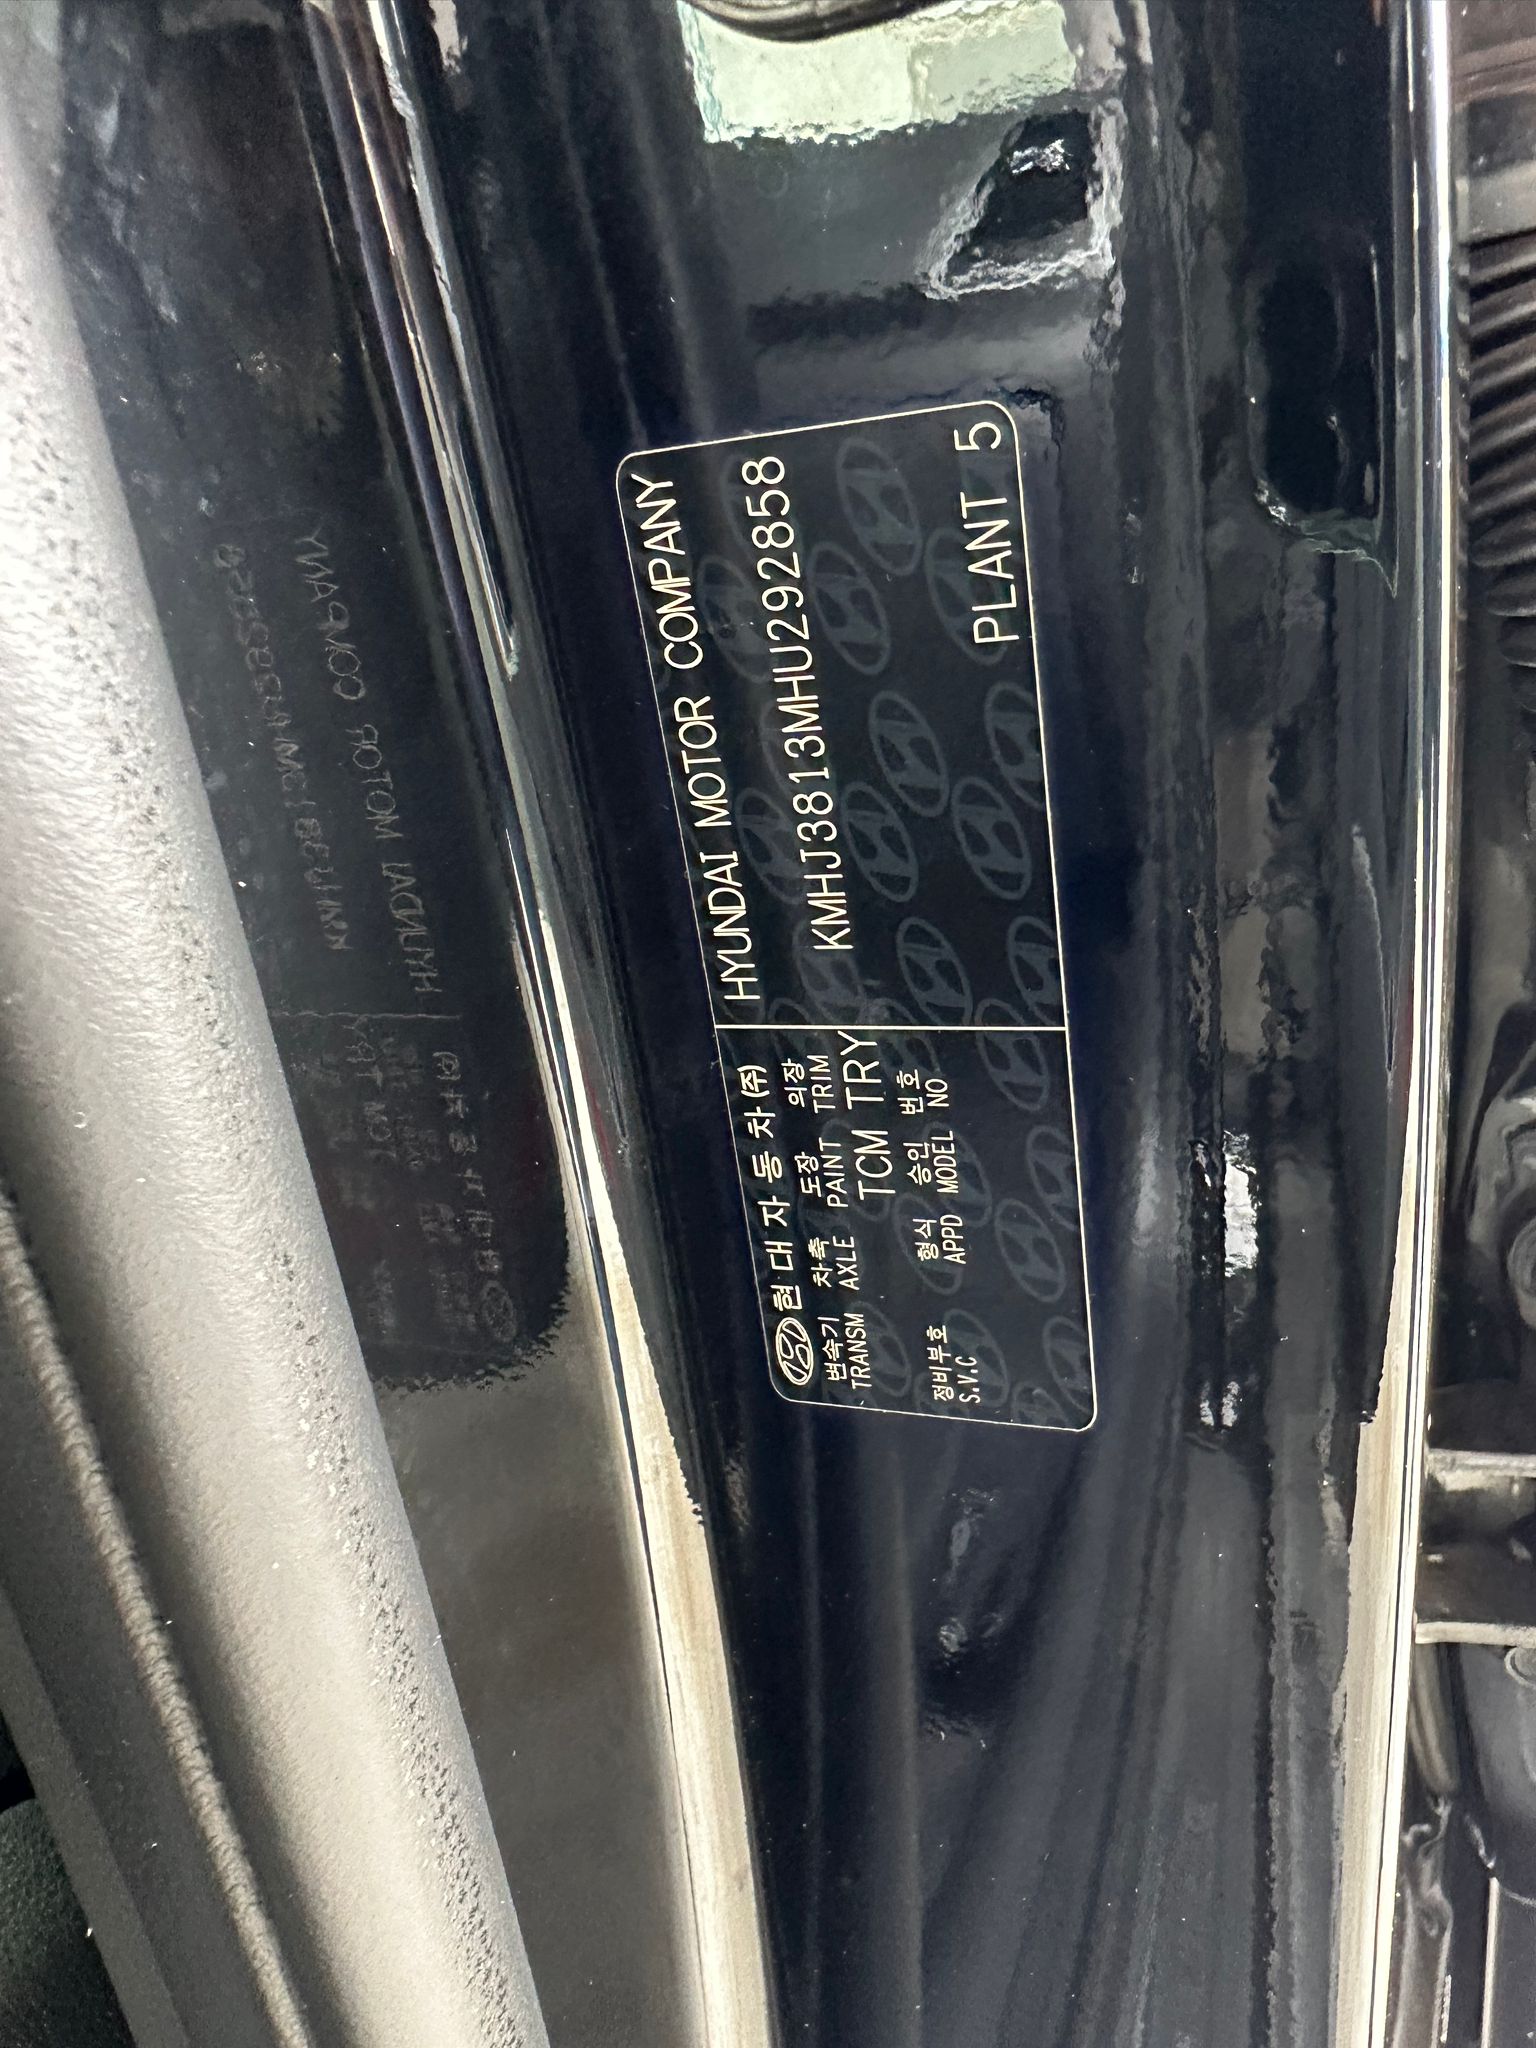 현대자동차(주)
HYUNDAI MOTOR COMPANY
변속기 차축 도장 의장
TRANSM AXLE PAINT TRIM
KMHJ3813MHU292858
TCM TRY
정비부호 형식 승인 번호
S.V.C APPD MODEL NO
PLANT 5